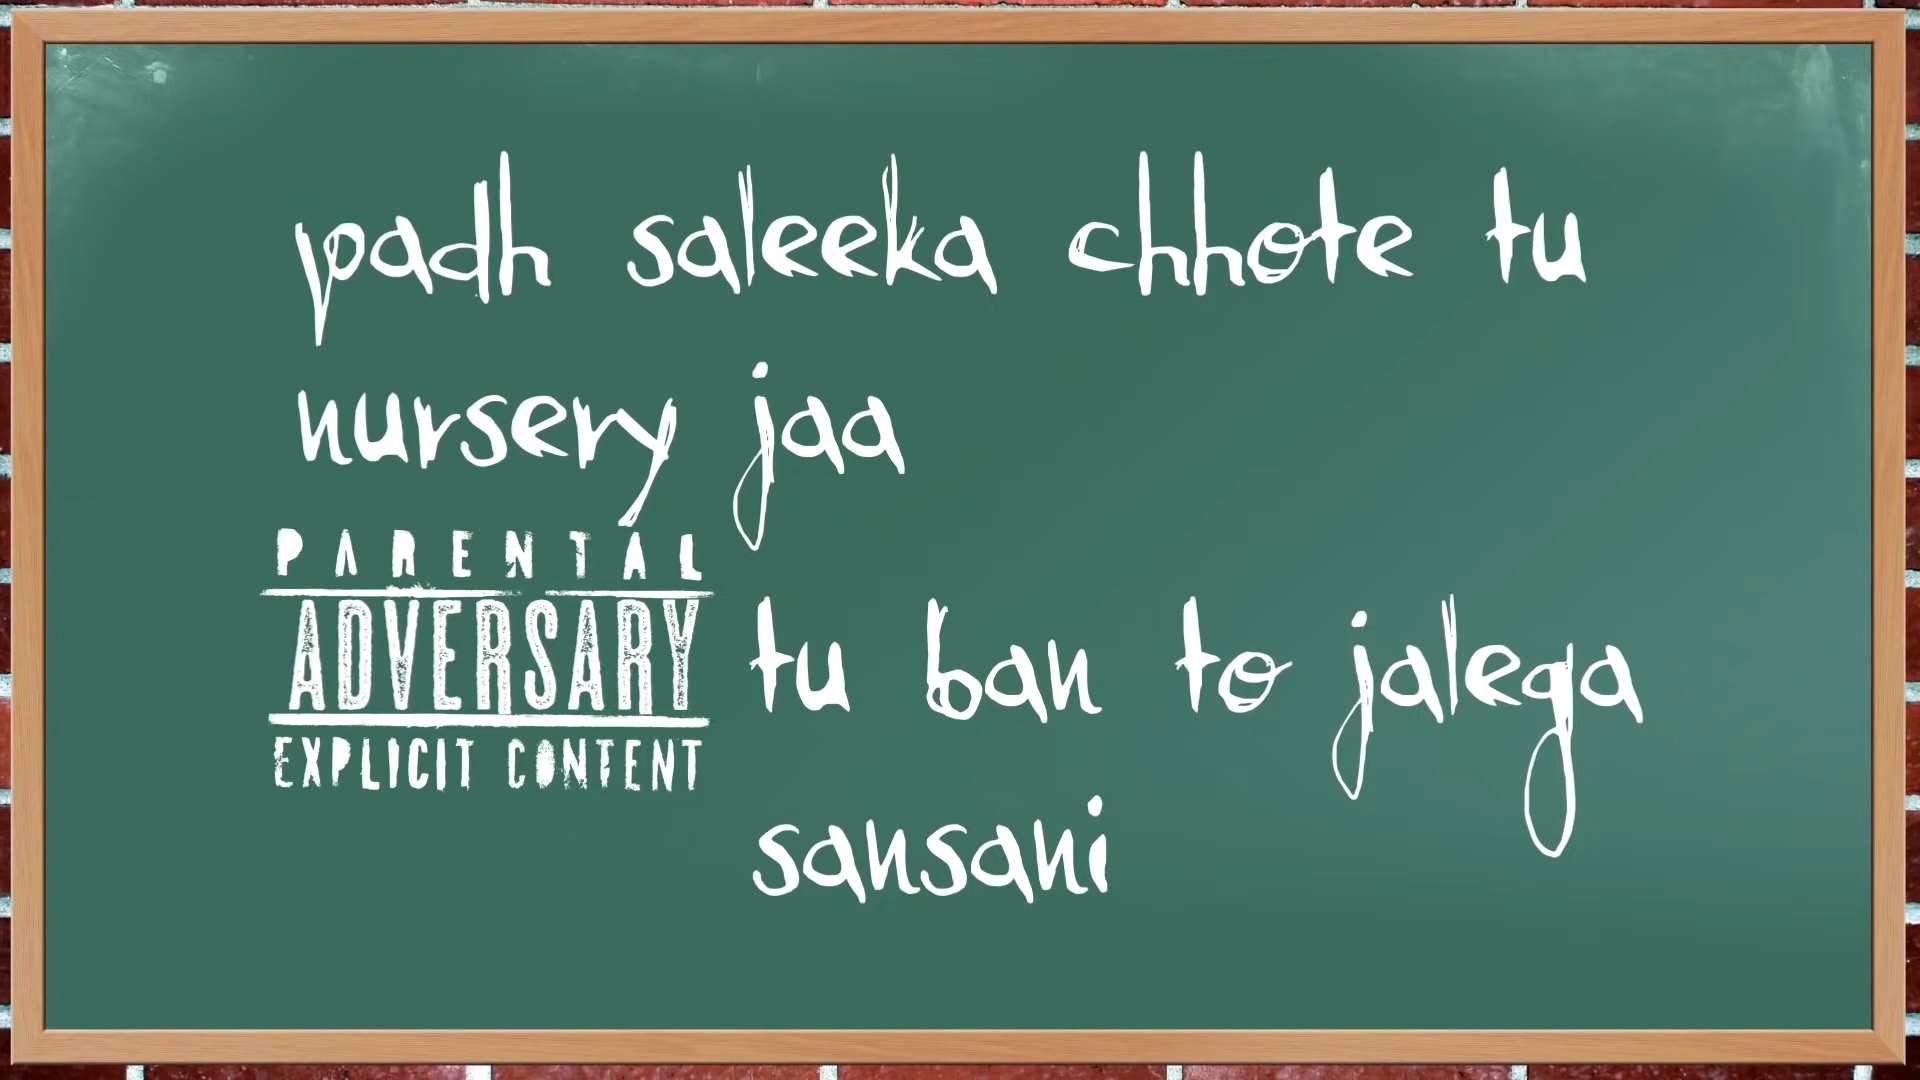 padh saleeka chhote tu
nursery jaa
PARENTAL
ADVERSARY
EXPLICIT CONTENT
tu ban to jalega
sansani